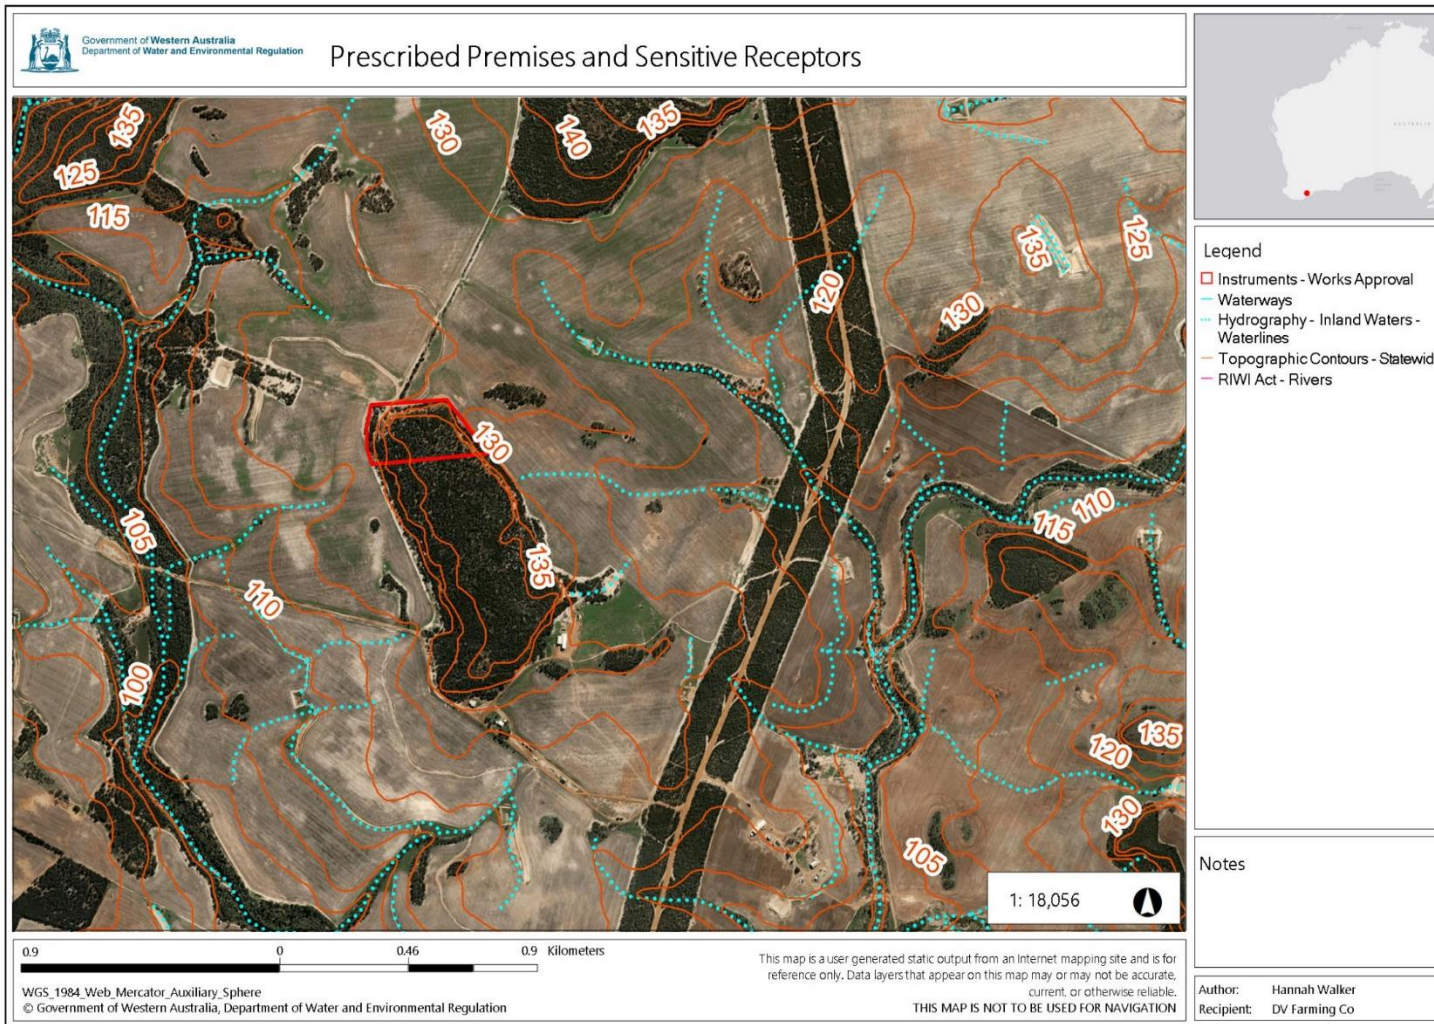 Government of Western Australia
Department of Water and Environmental Regulation
Prescribed Premises and Sensitive Receptors
135
125
115
130
140
135
120
135
125
130
130
105
110
135
115
110
100
120
135
130
105
1: 18,056
Legend
Instruments - Works Approval
Waterways
Hydrography - Inland Waters -
Waterlines
Topographic Contours - Statewid
RIWI Act - Rivers
Notes
0.9 0 0.46 0.9 Kilometers
WGS_1984_Web_Mercator_Auxiliary_Sphere
© Government of Western Australia, Department of Water and Environmental Regulation
This map is a user generated static output from an Internet mapping site and is for
reference only. Data layers that appear on this map may or may not be accurate,
current, or otherwise reliable.
THIS MAP IS NOT TO BE USED FOR NAVIGATION
Author: Hannah Walker
Recipient: DV Farming Co